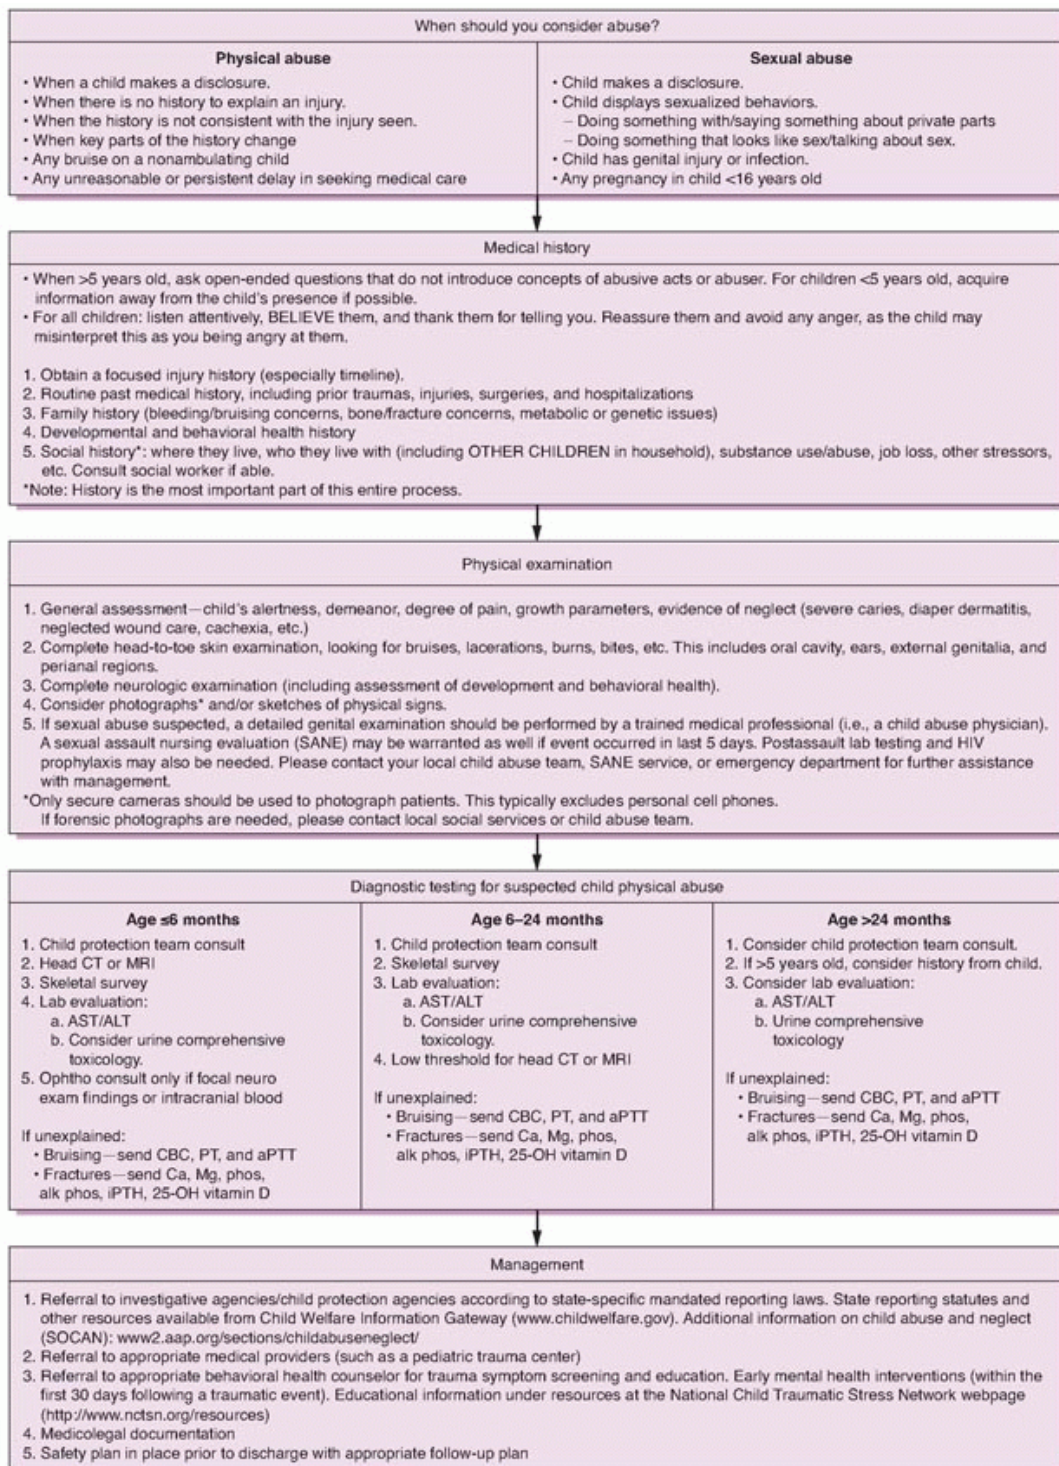 When should you consider abuse?
Physical abuse
• When a child makes a disclosure.
• When there is no history to explain an injury.
• When the history is not consistent with the injury seen.
• When key parts of the history change
• Any bruise on a nonambulating child
• Any unreasonable or persistent delay in seeking medical care
Sexual abuse
• Child makes a disclosure.
• Child displays sexualized behaviors.
– Doing something with/saying something about private parts
– Doing something that looks like sex/talking about sex.
• Child has genital injury or infection.
• Any pregnancy in child <16 years old
Medical history
• When >5 years old, ask open-ended questions that do not introduce concepts of abusive acts or abuser. For children <5 years old, acquire
information away from the child's presence if possible.
• For all children: listen attentively, BELIEVE them, and thank them for telling you. Reassure them and avoid any anger, as the child may
misinterpret this as you being angry at them.
1. Obtain a focused injury history (especially timeline).
2. Routine past medical history, including prior traumas, injuries, surgeries, and hospitalizations
3. Family history (bleeding/bruising concerns, bone/fracture concerns, metabolic or genetic issues)
4. Developmental and behavioral health history
5. Social history*: where they live, who they live with (including OTHER CHILDREN in household), substance use/abuse, job loss, other stressors,
etc. Consult social worker if able.
*Note: History is the most important part of this entire process.
Physical examination
1. General assessment—child's alertness, demeanor, degree of pain, growth parameters, evidence of neglect (severe caries, diaper dermatitis,
neglected wound care, cachexia, etc.)
2. Complete head-to-toe skin examination, looking for bruises, lacerations, burns, bites, etc. This includes oral cavity, ears, external genitalia, and
perianal regions.
3. Complete neurologic examination (including assessment of development and behavioral health).
4. Consider photographs* and/or sketches of physical signs.
5. If sexual abuse suspected, a detailed genital examination should be performed by a trained medical professional (i.e., a child abuse physician).
A sexual assault nursing evaluation (SANE) may be warranted as well if event occurred in last 5 days. Postassault lab testing and HIV
prophylaxis may also be needed. Please contact your local child abuse team, SANE service, or emergency department for further assistance
with management.
*Only secure cameras should be used to photograph patients. This typically excludes personal cell phones.
If forensic photographs are needed, please contact local social services or child abuse team.
Diagnostic testing for suspected child physical abuse
Age ≤6 months
1. Child protection team consult
2. Head CT or MRI
3. Skeletal survey
4. Lab evaluation:
a. AST/ALT
b. Consider urine comprehensive
toxicology.
5. Ophtho consult only if focal neuro
exam findings or intracranial blood
If unexplained:
• Bruising—send CBC, PT, and aPTT
• Fractures—send Ca, Mg, phos,
alk phos, iPTH, 25-OH vitamin D
Age 6–24 months
1. Child protection team consult
2. Skeletal survey
3. Lab evaluation:
a. AST/ALT
b. Consider urine comprehensive
toxicology.
4. Low threshold for head CT or MRI
If unexplained:
• Bruising—send CBC, PT, and aPTT
• Fractures—send Ca, Mg, phos,
alk phos, iPTH, 25-OH vitamin D
Age >24 months
1. Consider child protection team consult.
2. If >5 years old, consider history from child.
3. Consider lab evaluation:
a. AST/ALT
b. Urine comprehensive
toxicology
If unexplained:
• Bruising—send CBC, PT, and aPTT
• Fractures—send Ca, Mg, phos,
alk phos, iPTH, 25-OH vitamin D
Management
1. Referral to investigative agencies/child protection agencies according to state-specific mandated reporting laws. State reporting statutes and
other resources available from Child Welfare Information Gateway (www.childwelfare.gov). Additional information on child abuse and neglect
(SOCAN): www2.aap.org/sections/childabuseneglect/
2. Referral to appropriate medical providers (such as a pediatric trauma center)
3. Referral to appropriate behavioral health counselor for trauma symptom screening and education. Early mental health interventions (within the
first 30 days following a traumatic event). Educational information under resources at the National Child Traumatic Stress Network webpage
(http://www.nctsn.org/resources)
4. Medicolegal documentation
5. Safety plan in place prior to discharge with appropriate follow-up plan